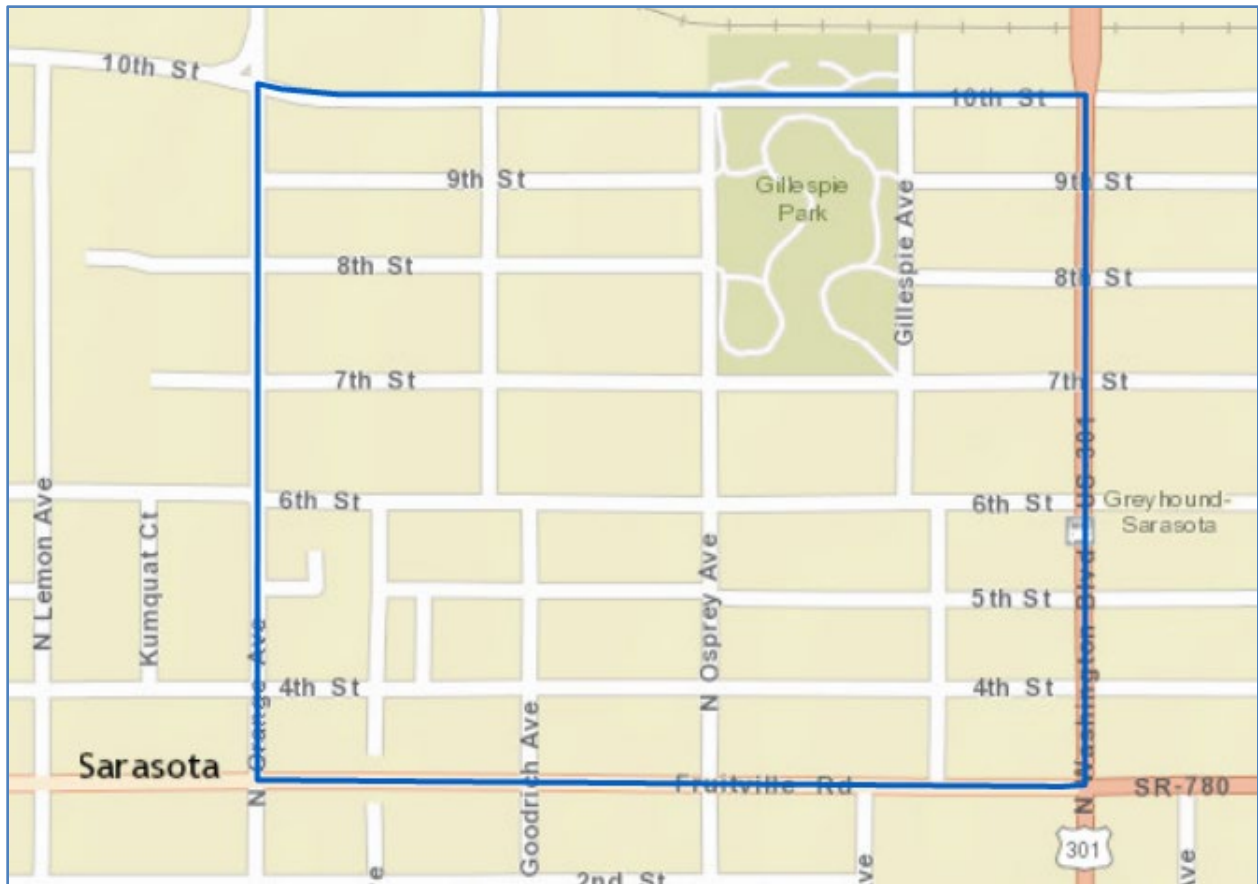 10th St
10th St
9th St
Gillespie
Park
Gillespie Ave
9th St
8th St
8th St
7th St
7th St
US 301
N Lemon Ave
Kumquat Ct
6th St
6th St
Greyhound-
Sarasota
N Osprey Ave
5th St
N Orange Ave
4th St
4th St
N Washington Blvd
Goodrich Ave
Sarasota
Fruitville Rd
SR-780
301
2nd St